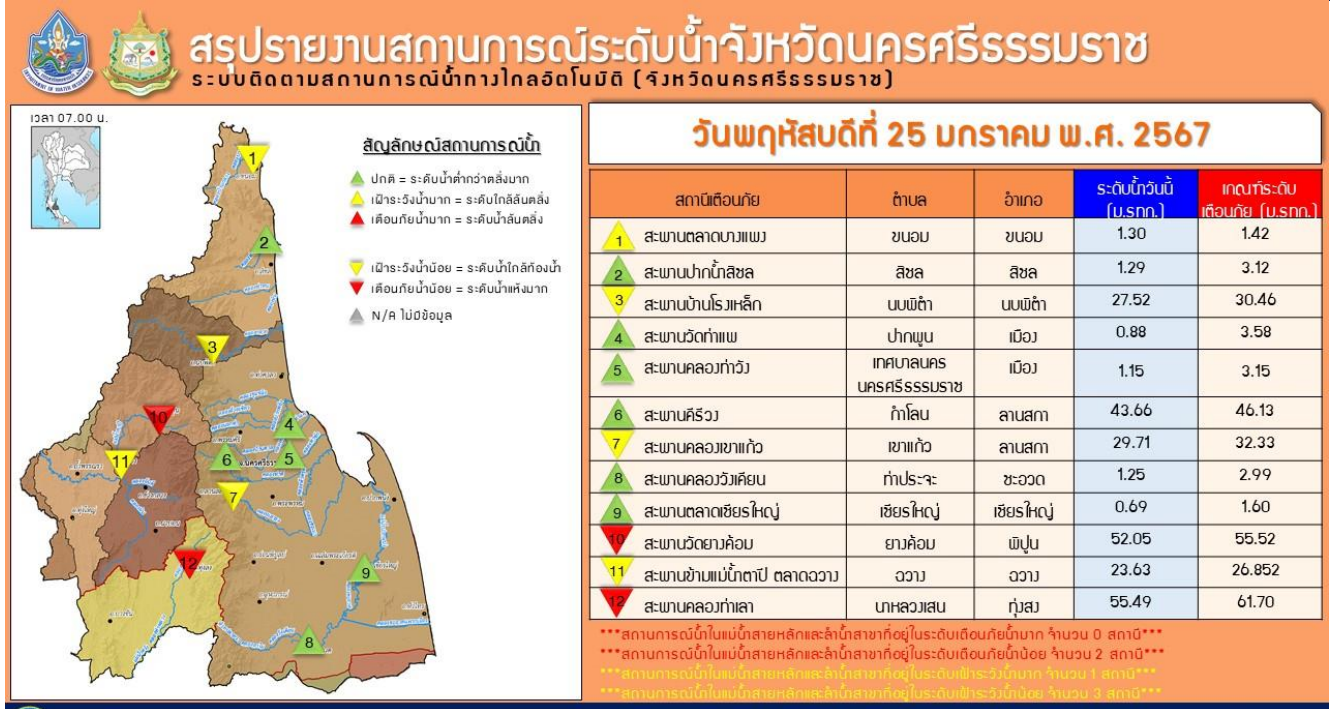 สรุปรายงานสถานการณ์ระดับน้ำจังหวัดนครศรีธรรมราช
ระบบติดตามสถานการณ์น้ำทางไกลอัตโนมัติ (จังหวัดนครศรีธรรมราช)
เวลา 07.00 น.
สัญลักษณ์สถานการณ์น้ำ
ปกติ = ระดับน้ำต่ำกว่าตลิ่งมาก
เฝ้าระวังน้ำมาก = ระดับใกล้ล้นตลิ่ง
เตือนภัยน้ำมาก = ระดับน้ำล้นตลิ่ง
เฝ้าระวังน้ำน้อย = ระดับน้ำใกล้ท้องน้ำ
เตือนภัยน้ำน้อย = ระดับน้ำแห้งมาก
N/A ไม่มีข้อมูล
1
2
3
10
4
11
6
5
7
12
9
8
วันพฤหัสบดีที่ 25 มกราคม พ.ศ. 2567
สถานีเตือนภัย ตำบล อำเภอ ระดับน้ำวันนี้ (ม.รทก.) เกณฑ์ระดับเตือนภัย (ม.รทก.)
1 สะพานตลาดบางแพง ขนอม ขนอม 1.30 1.42
2 สะพานปากน้ำสิชล สิชล สิชล 1.29 3.12
3 สะพานบ้านโรงเหล็ก นบพิตำ นบพิตำ 27.52 30.46
4 สะพานวัดท่าแพ ปากพูน เมือง 0.88 3.58
5 สะพานคลองท่าวัง เทศบาลนครนครศรีธรรมราช เมือง 1.15 3.15
6 สะพานคีรีวง กำโลน ลานสกา 43.66 46.13
7 สะพานคลองเขาแก้ว เขาแก้ว ลานสกา 29.71 32.33
8 สะพานคลองวังเคียน ท่าประจะ ชะอวด 1.25 2.99
9 สะพานตลาดเชียรใหญ่ เชียรใหญ่ เชียรใหญ่ 0.69 1.60
10 สะพานวัดยางค้อม ยางค้อม พิปูน 52.05 55.52
11 สะพานข้ามแม่น้ำตาปี ตลาดฉวาง ฉวาง ฉวาง 23.63 26.852
12 สะพานคลองท่าเลา นาหลวงเสน ทุ่งสง 55.49 61.70
***สถานการณ์น้ำในแม่น้ำสายหลักและลำน้ำสาขาที่อยู่ในระดับเตือนภัยน้ำมาก จำนวน 0 สถานี***
***สถานการณ์น้ำในแม่น้ำสายหลักและลำน้ำสาขาที่อยู่ในระดับเตือนภัยน้ำน้อย จำนวน 2 สถานี***
***สถานการณ์น้ำในแม่น้ำสายหลักและลำน้ำสาขาที่อยู่ในระดับเฝ้าระวังน้ำมาก จำนวน 1 สถานี***
***สถานการณ์น้ำในแม่น้ำสายหลักและลำน้ำสาขาที่อยู่ในระดับเฝ้าระวังน้ำน้อย จำนวน 3 สถานี***